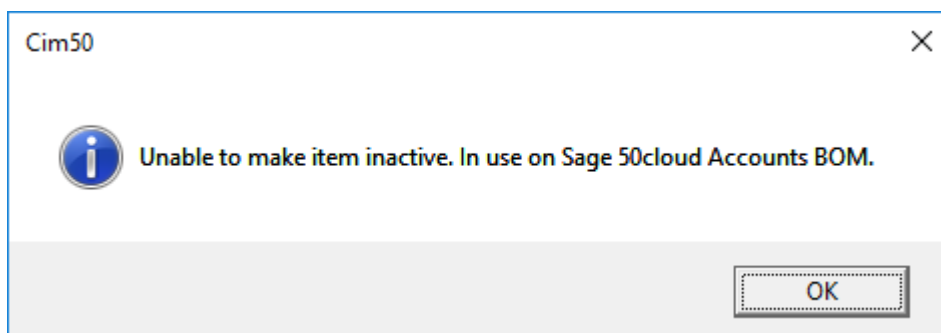 Cim50
Unable to make item inactive. In use on Sage 50cloud Accounts BOM.
OK